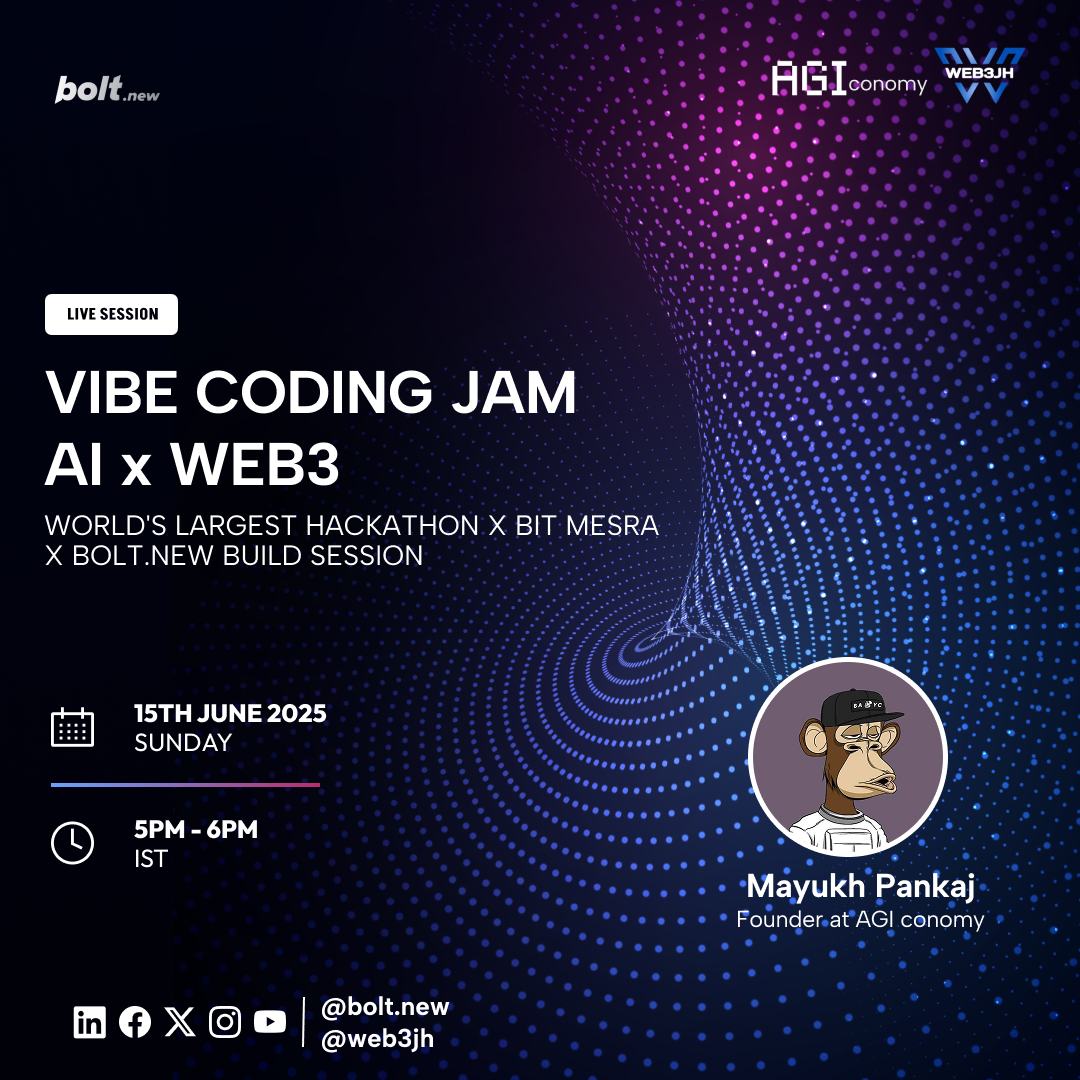 bolt.new
AGIconomy
WEB3JH
LIVE SESSION
VIBE CODING JAM
AI x WEB3
WORLD'S LARGEST HACKATHON X BIT MESRA
X BOLT.NEW BUILD SESSION
15TH JUNE 2025
SUNDAY
5PM - 6PM
IST
BAYC
Mayukh Pankaj
Founder at AGI conomy
@bolt.new
@web3jh